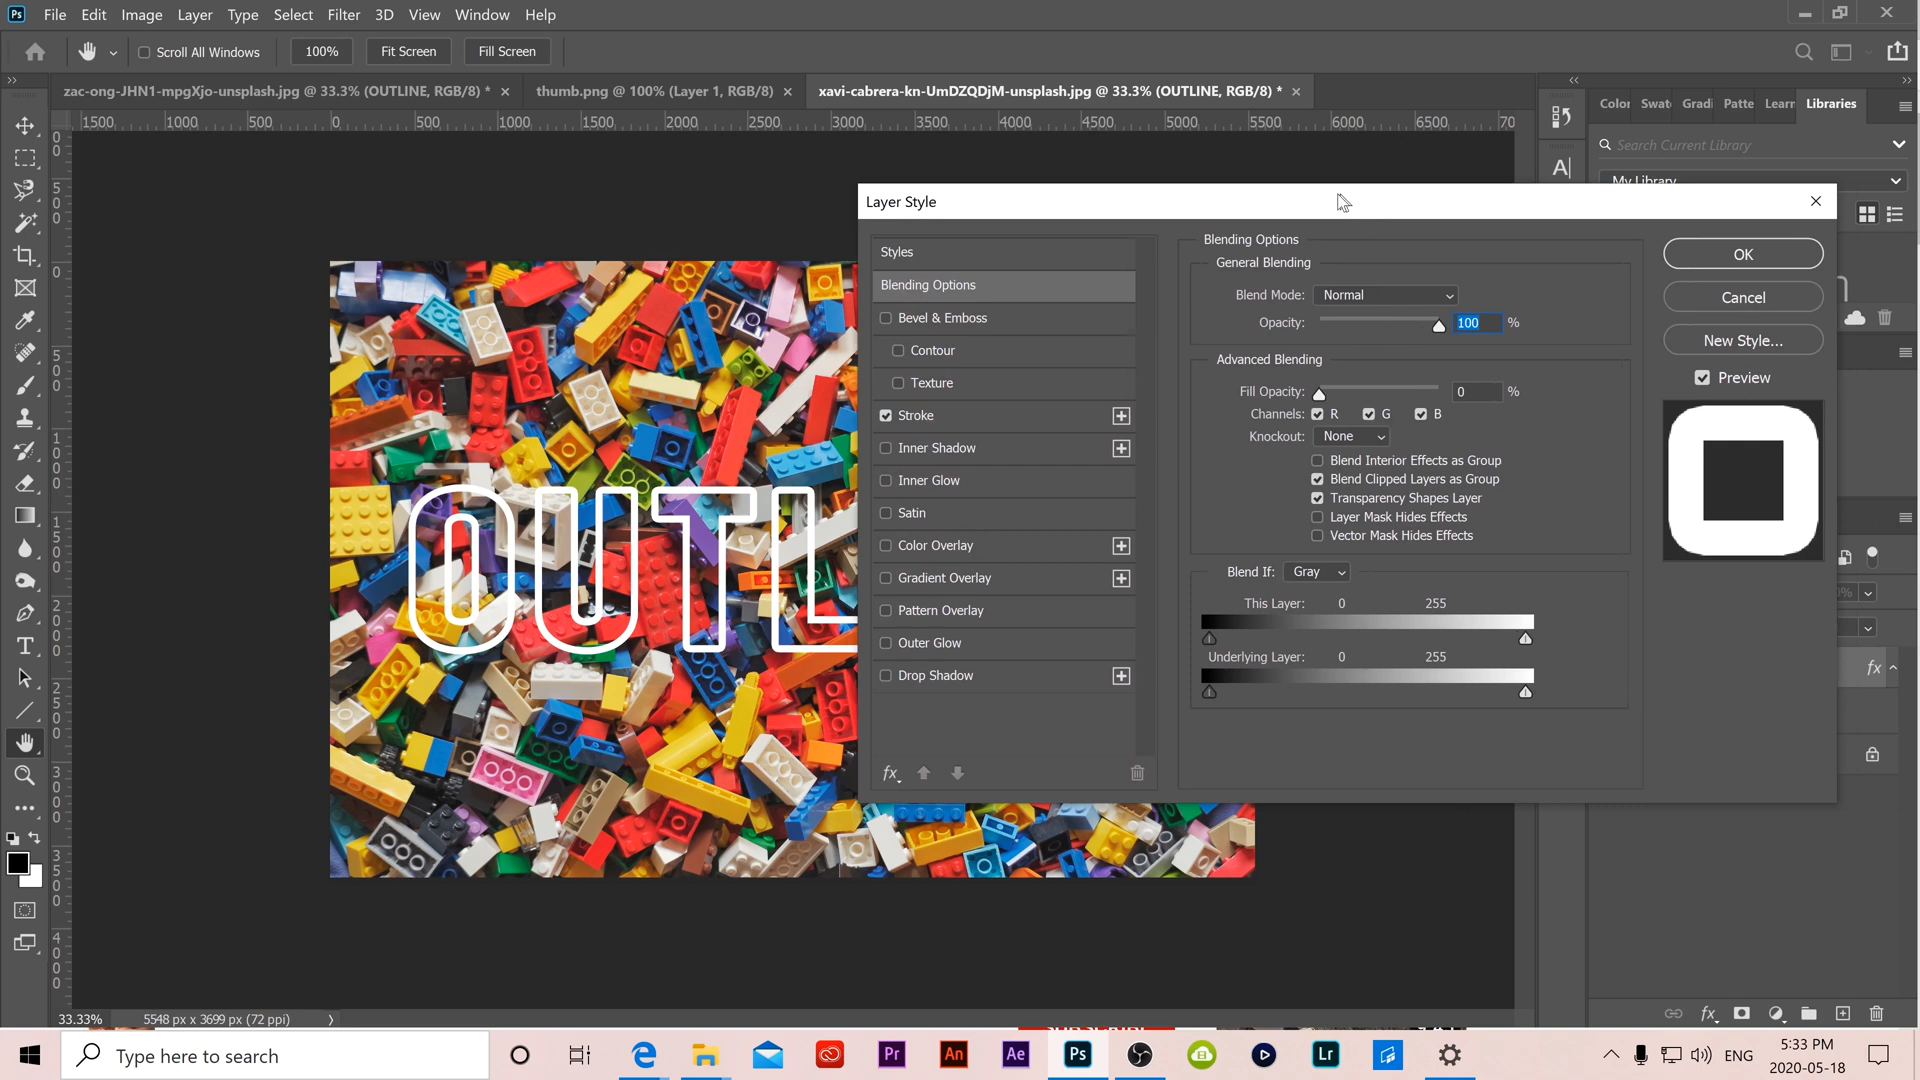 Ps File Edit Image Layer Type Select Filter 3D View Window Help
Scroll All Windows 100% Fit Screen Fill Screen
zac-ong-JHN1-mpgXjo-unsplash.jpg @ 33.3% (OUTLINE, RGB/8) * thumb.png @ 100% (Layer 1, RGB/8) xavi-cabrera-kn-UmDZQDjM-unsplash.jpg @ 33.3% (OUTLINE, RGB/8) *
Color Swat Gradi Patte Learn Libraries
1500 1000 500 0 500 1000 1500 2000 2500 3000 3500 4000 4500 5000 5500 6000 6500 70
Search Current Library
My Library
Layer Style
Styles
Blending Options
Bevel & Emboss
Contour
Texture
Stroke
Inner Shadow
Inner Glow
Satin
Color Overlay
Gradient Overlay
Pattern Overlay
Outer Glow
Drop Shadow
fx
Blending Options
General Blending
Blend Mode: Normal
Opacity: 100 %
Advanced Blending
Fill Opacity: 0 %
Channels: R G B
Knockout: None
Blend Interior Effects as Group
Blend Clipped Layers as Group
Transparency Shapes Layer
Layer Mask Hides Effects
Vector Mask Hides Effects
Blend If: Gray
This Layer: 0 255
Underlying Layer: 0 255
OK
Cancel
New Style...
Preview
fx
OUTL
33.33% 5548 px x 3699 px (72 ppi)
fx
Type here to search
Pr An Ae Ps Lr
ENG
5:33 PM
2020-05-18